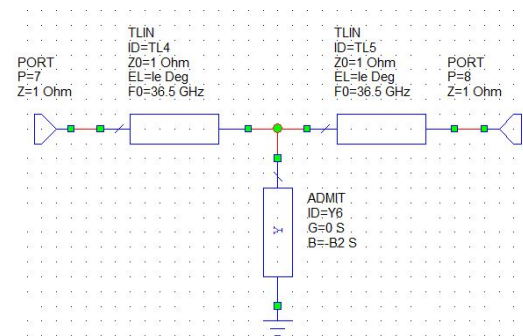 TLIN
ID=TL4
Z0=1 Ohm
EL=le Deg
F0=36.5 GHz
TLIN
ID=TL5
Z0=1 Ohm
EL=le Deg
F0=36.5 GHz
PORT
P=7
Z=1 Ohm
PORT
P=8
Z=1 Ohm
ADMIT
ID=Y6
G=0 S
B=-B2 S
Y